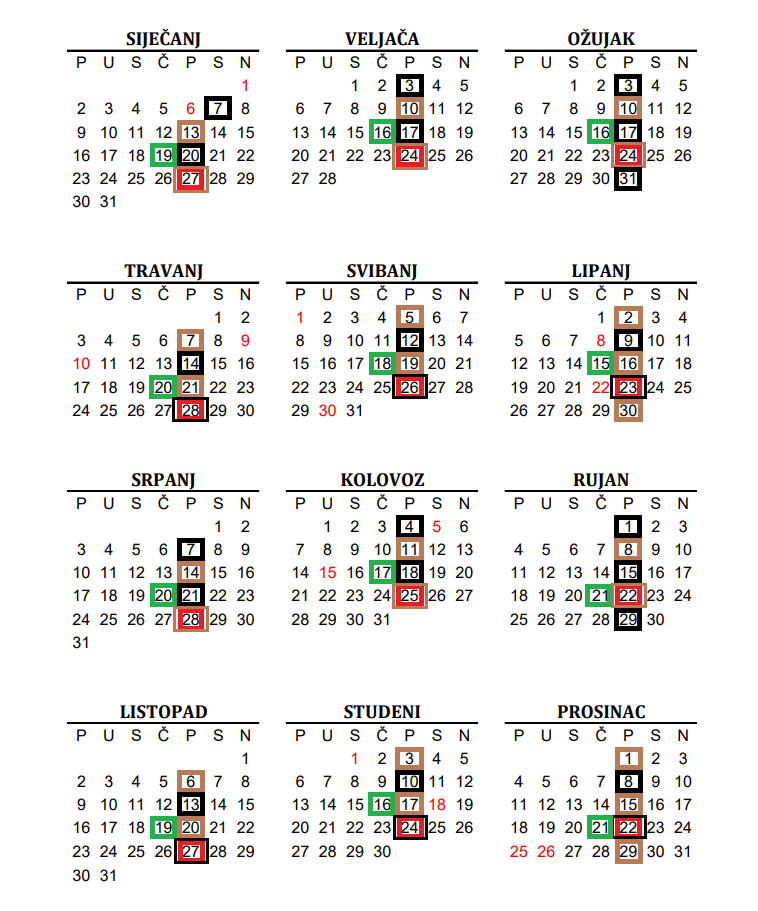 SIJEČANJ VELJAČA OŽUJAK
P U S Č P S N P U S Č P S N P U S Č P S N
1 1 2 3 4 5 1 2 3 4 5
2 3 4 5 6 7 8 6 7 8 9 10 11 12 6 7 8 9 10 11 12
9 10 11 12 13 14 15 13 14 15 16 17 18 19 13 14 15 16 17 18 19
16 17 18 19 20 21 22 20 21 22 23 24 25 26 20 21 22 23 24 25 26
23 24 25 26 27 28 29 27 28 27 28 29 30 31
30 31
TRAVANJ SVIBANJ LIPANJ
P U S Č P S N P U S Č P S N P U S Č P S N
1 2 1 2 3 4 5 6 7 1 2 3 4
3 4 5 6 7 8 9 8 9 10 11 12 13 14 5 6 7 8 9 10 11
10 11 12 13 14 15 16 15 16 17 18 19 20 21 12 13 14 15 16 17 18
17 18 19 20 21 22 23 22 23 24 25 26 27 28 19 20 21 22 23 24 25
24 25 26 27 28 29 30 29 30 31 26 27 28 29 30
SRPANJ KOLOVOZ RUJAN
P U S Č P S N P U S Č P S N P U S Č P S N
1 2 1 2 3 4 5 6 1 2 3
3 4 5 6 7 8 9 7 8 9 10 11 12 13 4 5 6 7 8 9 10
10 11 12 13 14 15 16 14 15 16 17 18 19 20 11 12 13 14 15 16 17
17 18 19 20 21 22 23 21 22 23 24 25 26 27 18 19 20 21 22 23 24
24 25 26 27 28 29 30 28 29 30 31 25 26 27 28 29 30
31
LISTOPAD STUDENI PROSINAC
P U S Č P S N P U S Č P S N P U S Č P S N
1 1 2 3 4 5 1 2 3
2 3 4 5 6 7 8 6 7 8 9 10 11 12 4 5 6 7 8 9 10
9 10 11 12 13 14 15 13 14 15 16 17 18 19 11 12 13 14 15 16 17
16 17 18 19 20 21 22 20 21 22 23 24 25 26 18 19 20 21 22 23 24
23 24 25 26 27 28 29 27 28 29 30 25 26 27 28 29 30 31
30 31